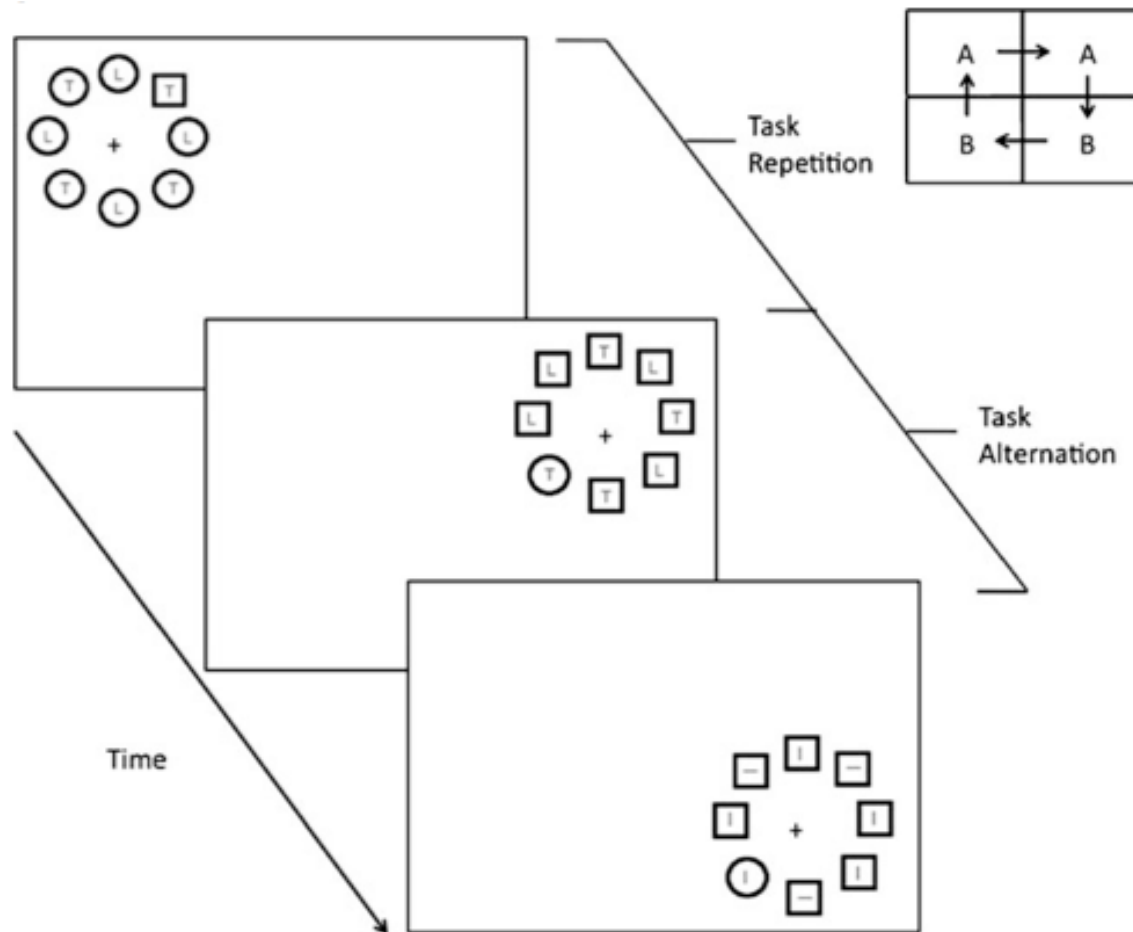 L
T T
L L
T T
L
A A
B B
Task
Repetition
T
L L
L T
T L
T
Task
Alternation
Time
I
— —
I I
I I
—